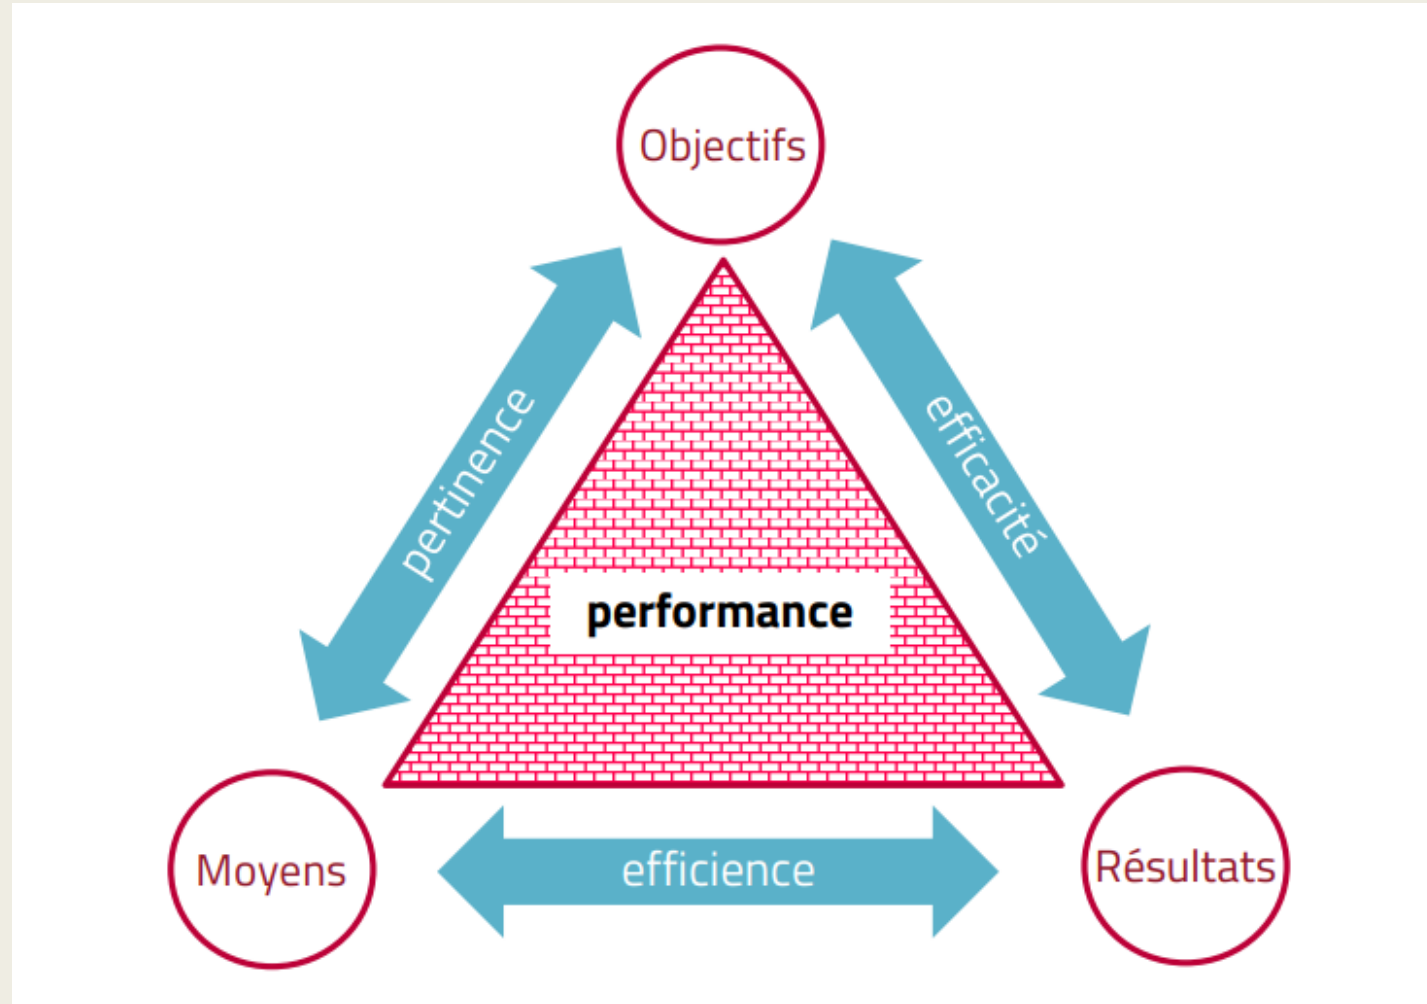 Objectifs
pertinence
efficacité
performance
Moyens
efficience
Résultats